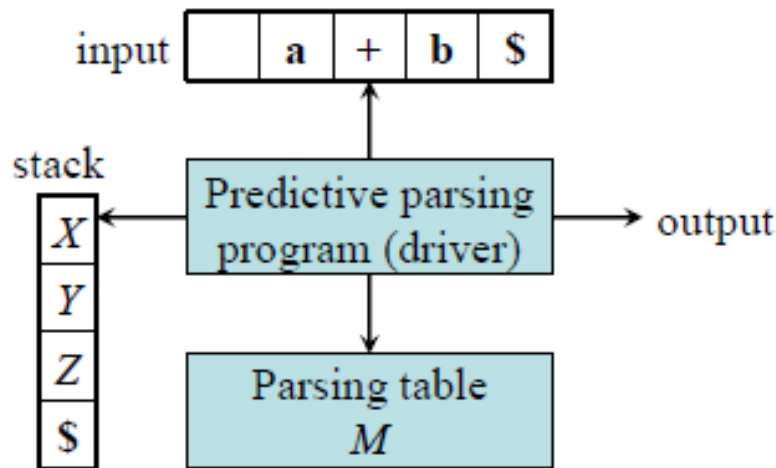 input a + b $
stack
Predictive parsing
program (driver)
output
X
Y
Z
$
Parsing table
M